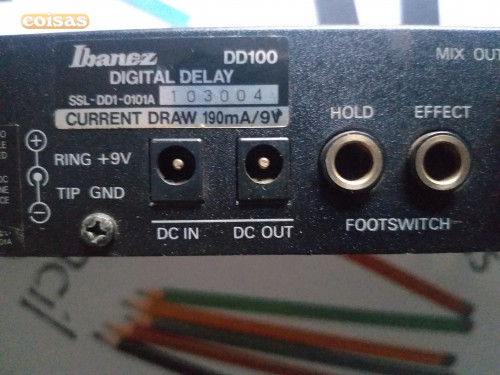 coisas
Ibanez DD100
DIGITAL DELAY
SSL-DD1-0101A 103004
CURRENT DRAW 190mA/9V
MIX OUT
HOLD EFFECT
RING +9V
TIP GND
DC IN DC OUT
FOOTSWITCH